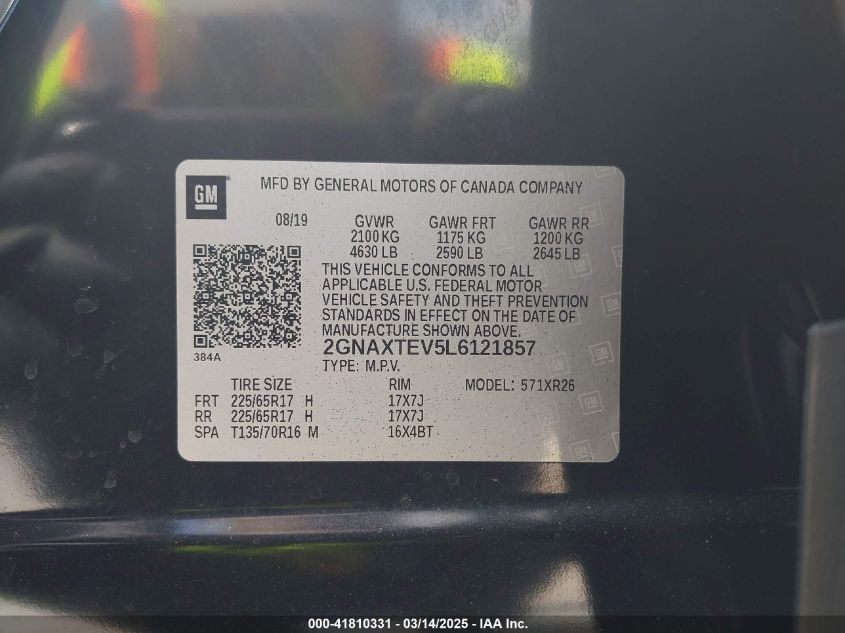 GM
MFD BY GENERAL MOTORS OF CANADA COMPANY
08/19 GVWR GAWR FRT GAWR RR
2100 KG 1175 KG 1200 KG
4630 LB 2590 LB 2645 LB
THIS VEHICLE CONFORMS TO ALL
APPLICABLE U.S. FEDERAL MOTOR
VEHICLE SAFETY AND THEFT PREVENTION
STANDARDS IN EFFECT ON THE DATE OF
MANUFACTURE SHOWN ABOVE.
384A
2GNAXTEV5L6121857
TYPE: M.P.V.
TIRE SIZE RIM MODEL: 571XR26
FRT 225/65R17 H 17X7J
RR 225/65R17 H 17X7J
SPA T135/70R16 M 16X4BT
000-41810331 - 03/14/2025 - IAA Inc.